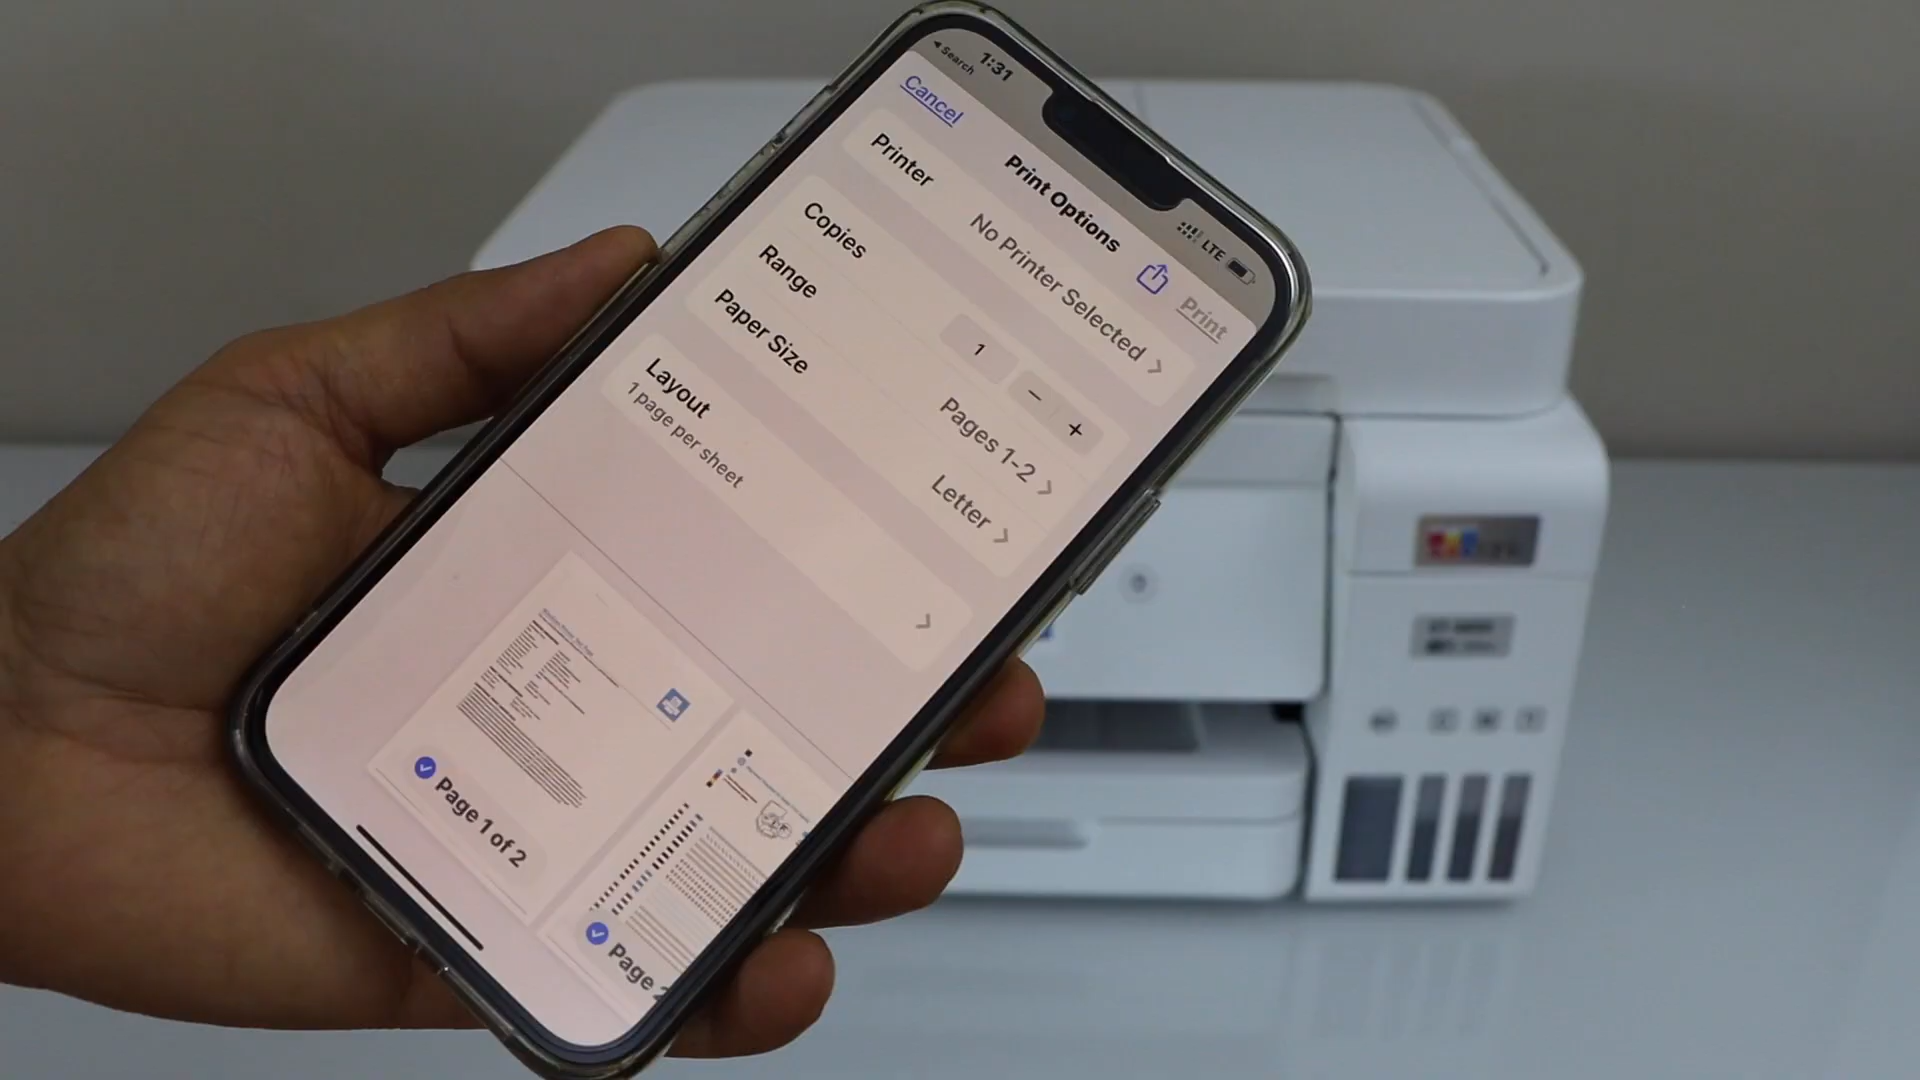 Search
1:31
LTE
Cancel
Print Options
Print
Printer
No Printer Selected
Copies
1
Range
Pages 1-2
Paper Size
Letter
Layout
1 page per sheet
Page 1 of 2
Page 2